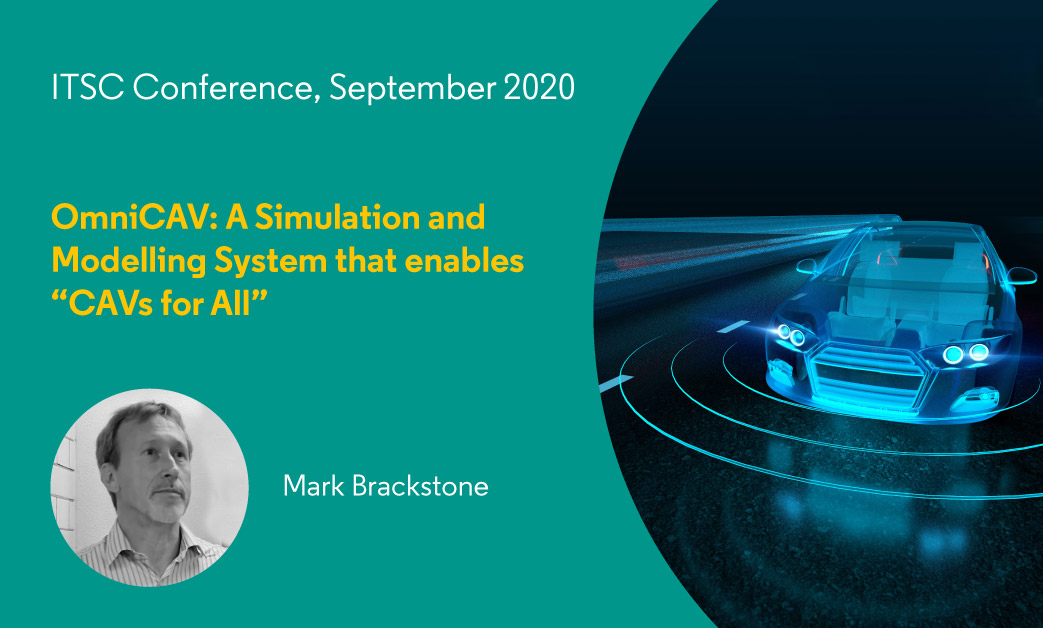 ITSC Conference, September 2020
OmniCAV: A Simulation and
Modelling System that enables
“CAVs for All”
Mark Brackstone